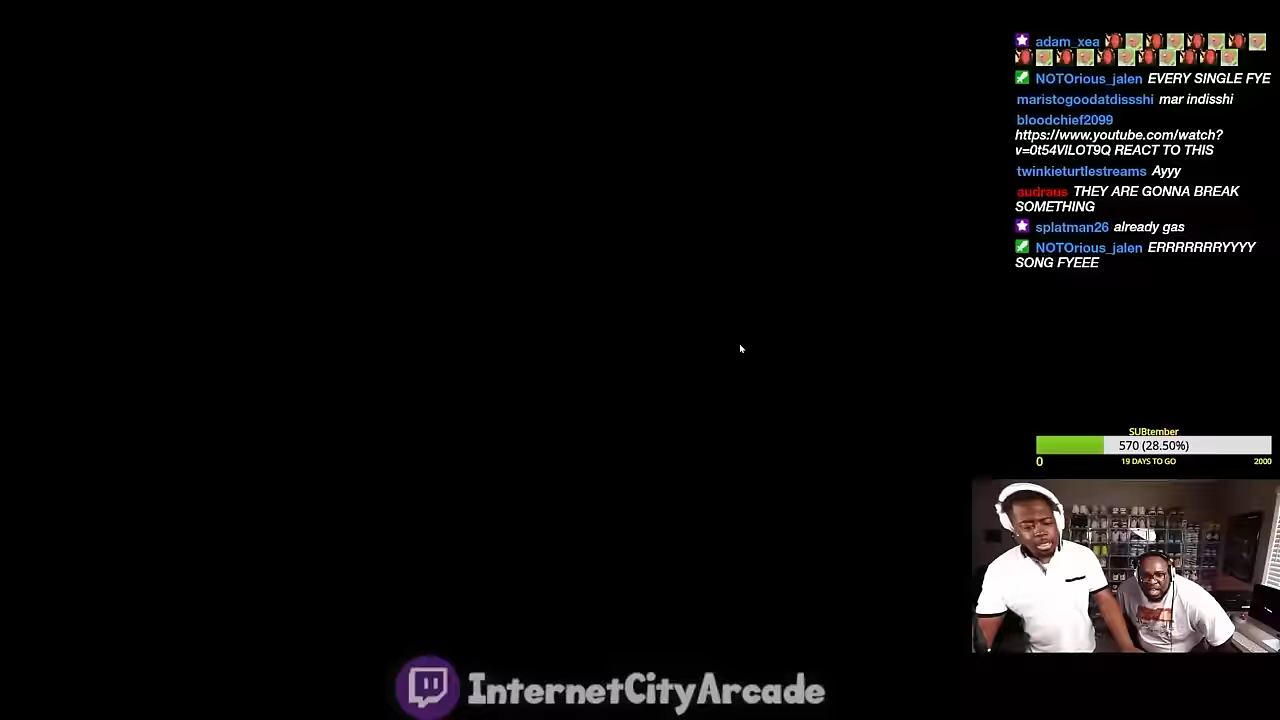 adam_xea
NOTOrious_jalen EVERY SINGLE FYE
maristogoodatdissshi mar indisshi
bloodchief2099
https://www.youtube.com/watch?
v=0t54VILOT9Q REACT TO THIS
twinkieturtlestreams Ayyy
audraus THEY ARE GONNA BREAK
SOMETHING
splatman26 already gas
NOTOrious_jalen ERRRRRRRYYYY
SONG FYEEE
SUBtember
570 (28.50%)
0 19 DAYS TO GO 2000
InternetCityArcade